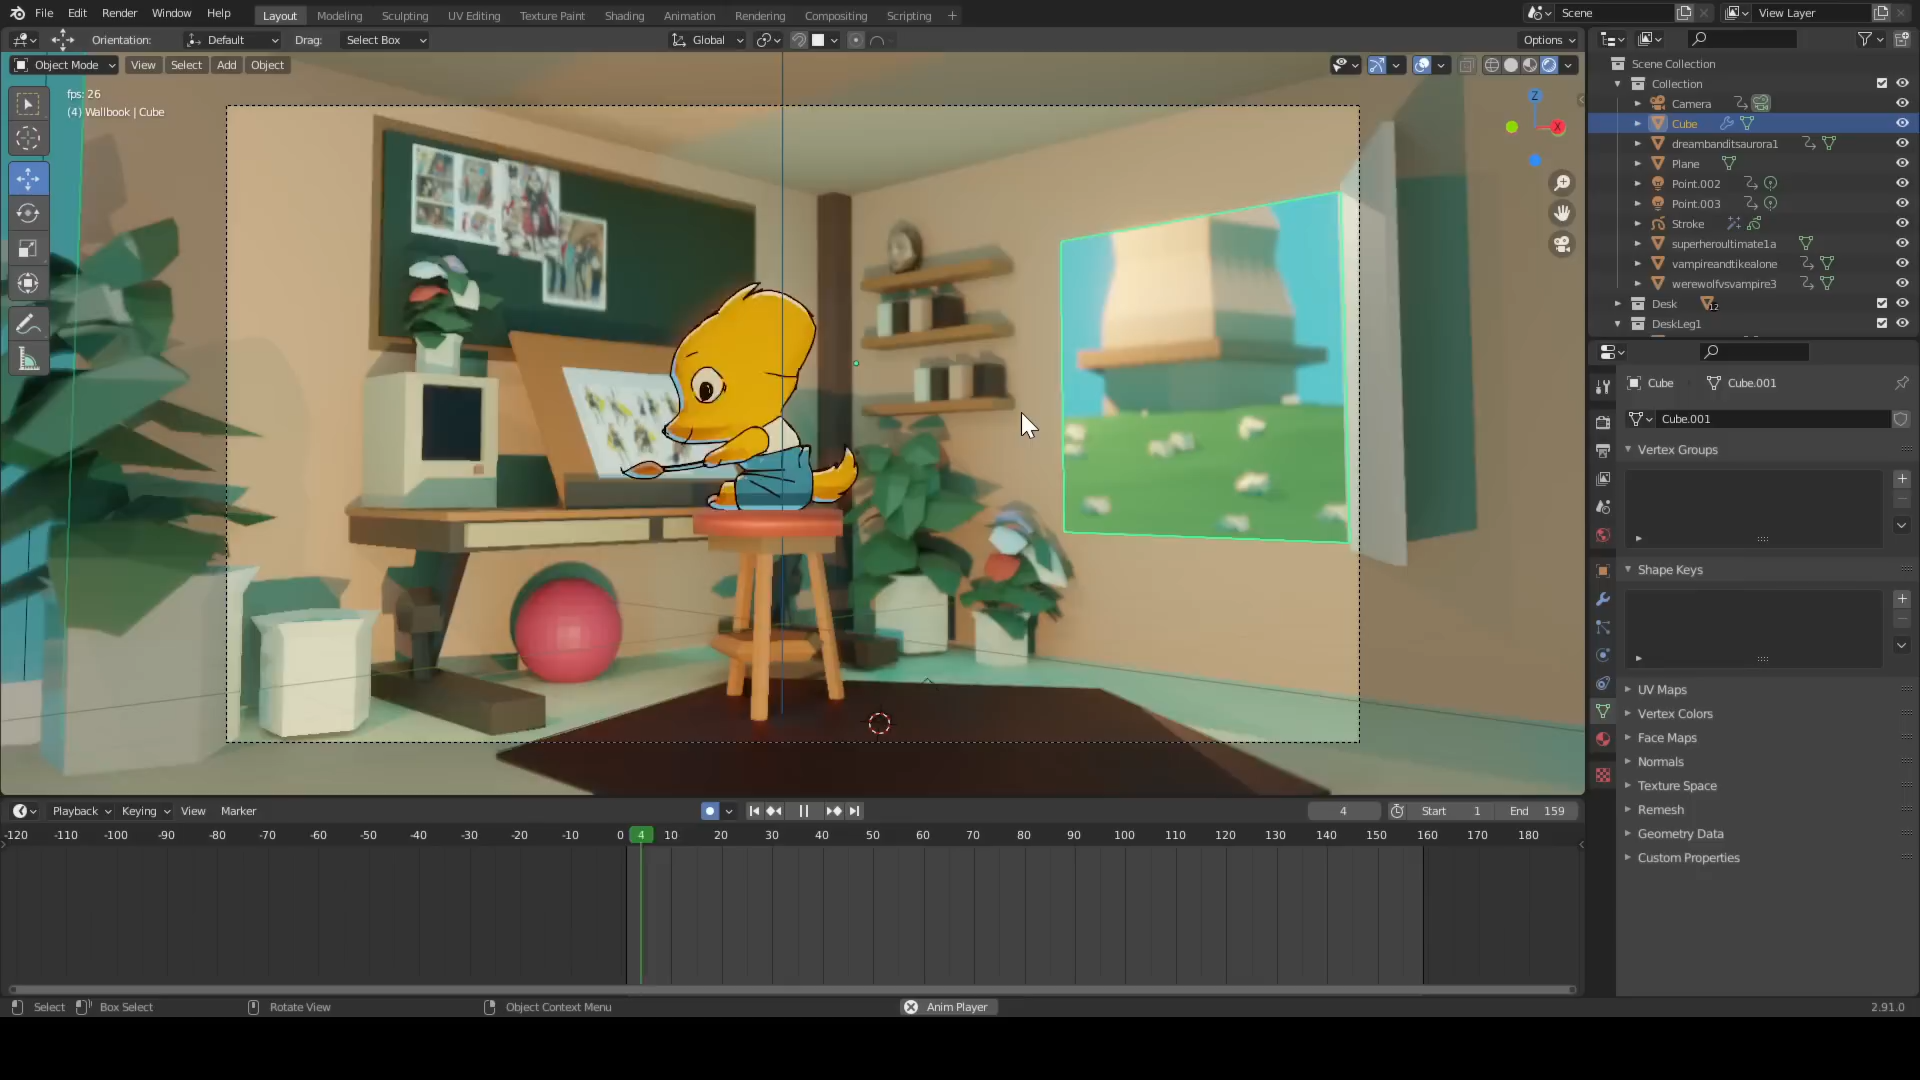 File Edit Render Window Help Layout Modeling Sculpting UV Editing Texture Paint Shading Animation Rendering Compositing Scripting + Scene View Layer
Orientation: Default Drag: Select Box Global Options
Object Mode View Select Add Object
fps: 26
(4) Wallbook | Cube
Z
X
Scene Collection
Collection
Camera
Cube
dreambanditsaurora1
Plane
Point.002
Point.003
Stroke
superheroultimate1a
vampireandtikealone
werewolfvsvampire3
Desk 12
DeskLeg1
Cube Cube.001
Cube.001
Vertex Groups
Shape Keys
UV Maps
Vertex Colors
Face Maps
Normals
Texture Space
Remesh
Geometry Data
Custom Properties
Playback Keying View Marker 4 Start 1 End 159
-120 -110 -100 -90 -80 -70 -60 -50 -40 -30 -20 -10 0 4 10 20 30 40 50 60 70 80 90 100 110 120 130 140 150 160 170 180
Select Box Select Rotate View Object Context Menu Anim Player 2.91.0